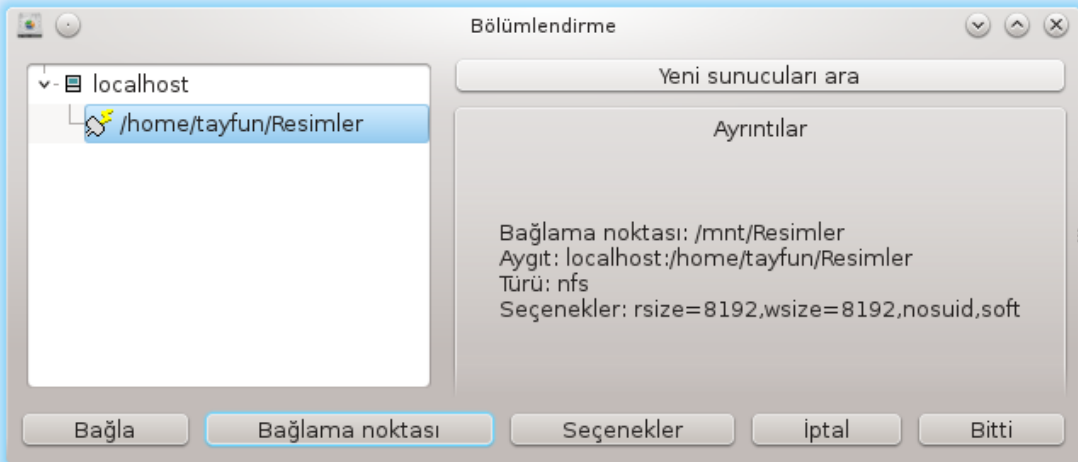 Bölümlendirme
localhost
/home/tayfun/Resimler
Yeni sunucuları ara
Ayrıntılar
Bağlama noktası: /mnt/Resimler
Aygıt: localhost:/home/tayfun/Resimler
Türü: nfs
Seçenekler: rsize=8192,wsize=8192,nosuid,soft
Bağla
Bağlama noktası
Seçenekler
İptal
Bitti